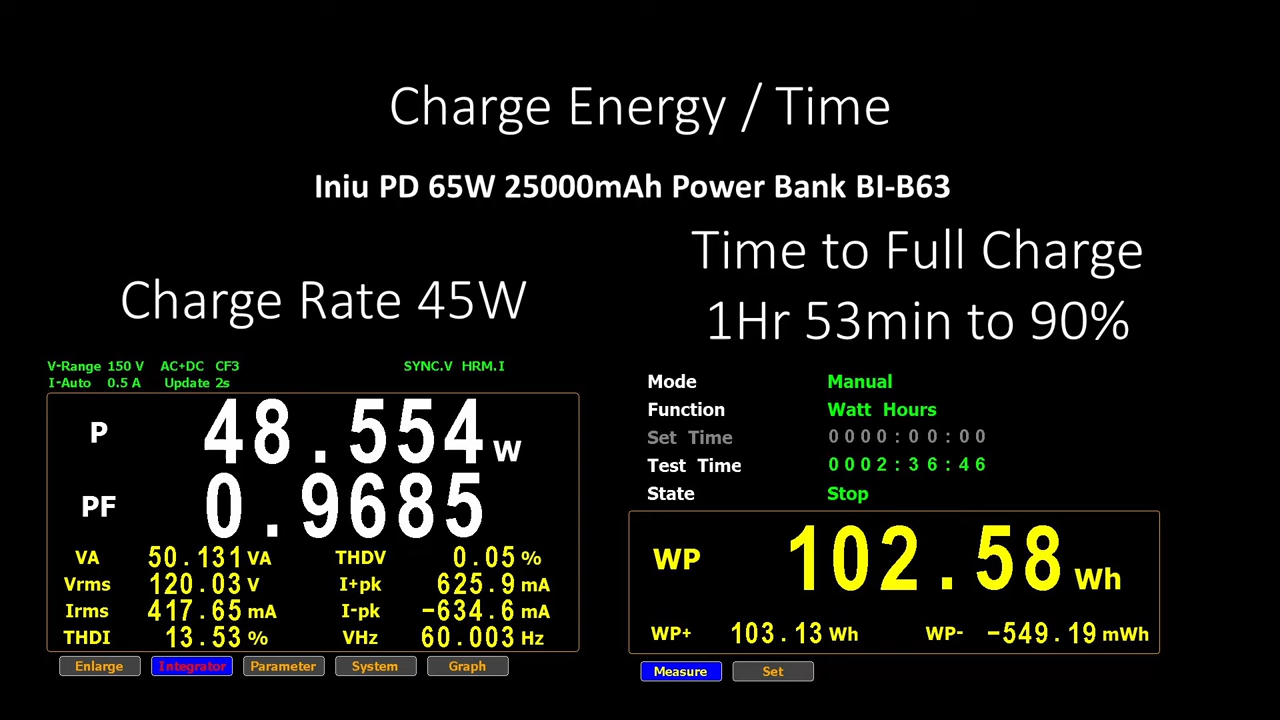 Charge Energy / Time
Iniu PD 65W 25000mAh Power Bank BI-B63
Charge Rate 45W
Time to Full Charge
1Hr 53min to 90%
V-Range 150 V AC+DC CF3 SYNC.V HRM.I
I-Auto 0.5 A Update 2s
P 48.554 W
PF 0.9685
VA 50.131 VA THDV 0.05 %
Vrms 120.03 V I+pk 625.9 mA
Irms 417.65 mA I-pk -634.6 mA
THDI 13.53 % VHz 60.003 Hz
Enlarge Integrator Parameter System Graph
Mode Manual
Function Watt Hours
Set Time 0000:00:00
Test Time 0002:36:46
State Stop
WP 102.58 Wh
WP+ 103.13 Wh WP- -549.19 mWh
Measure Set